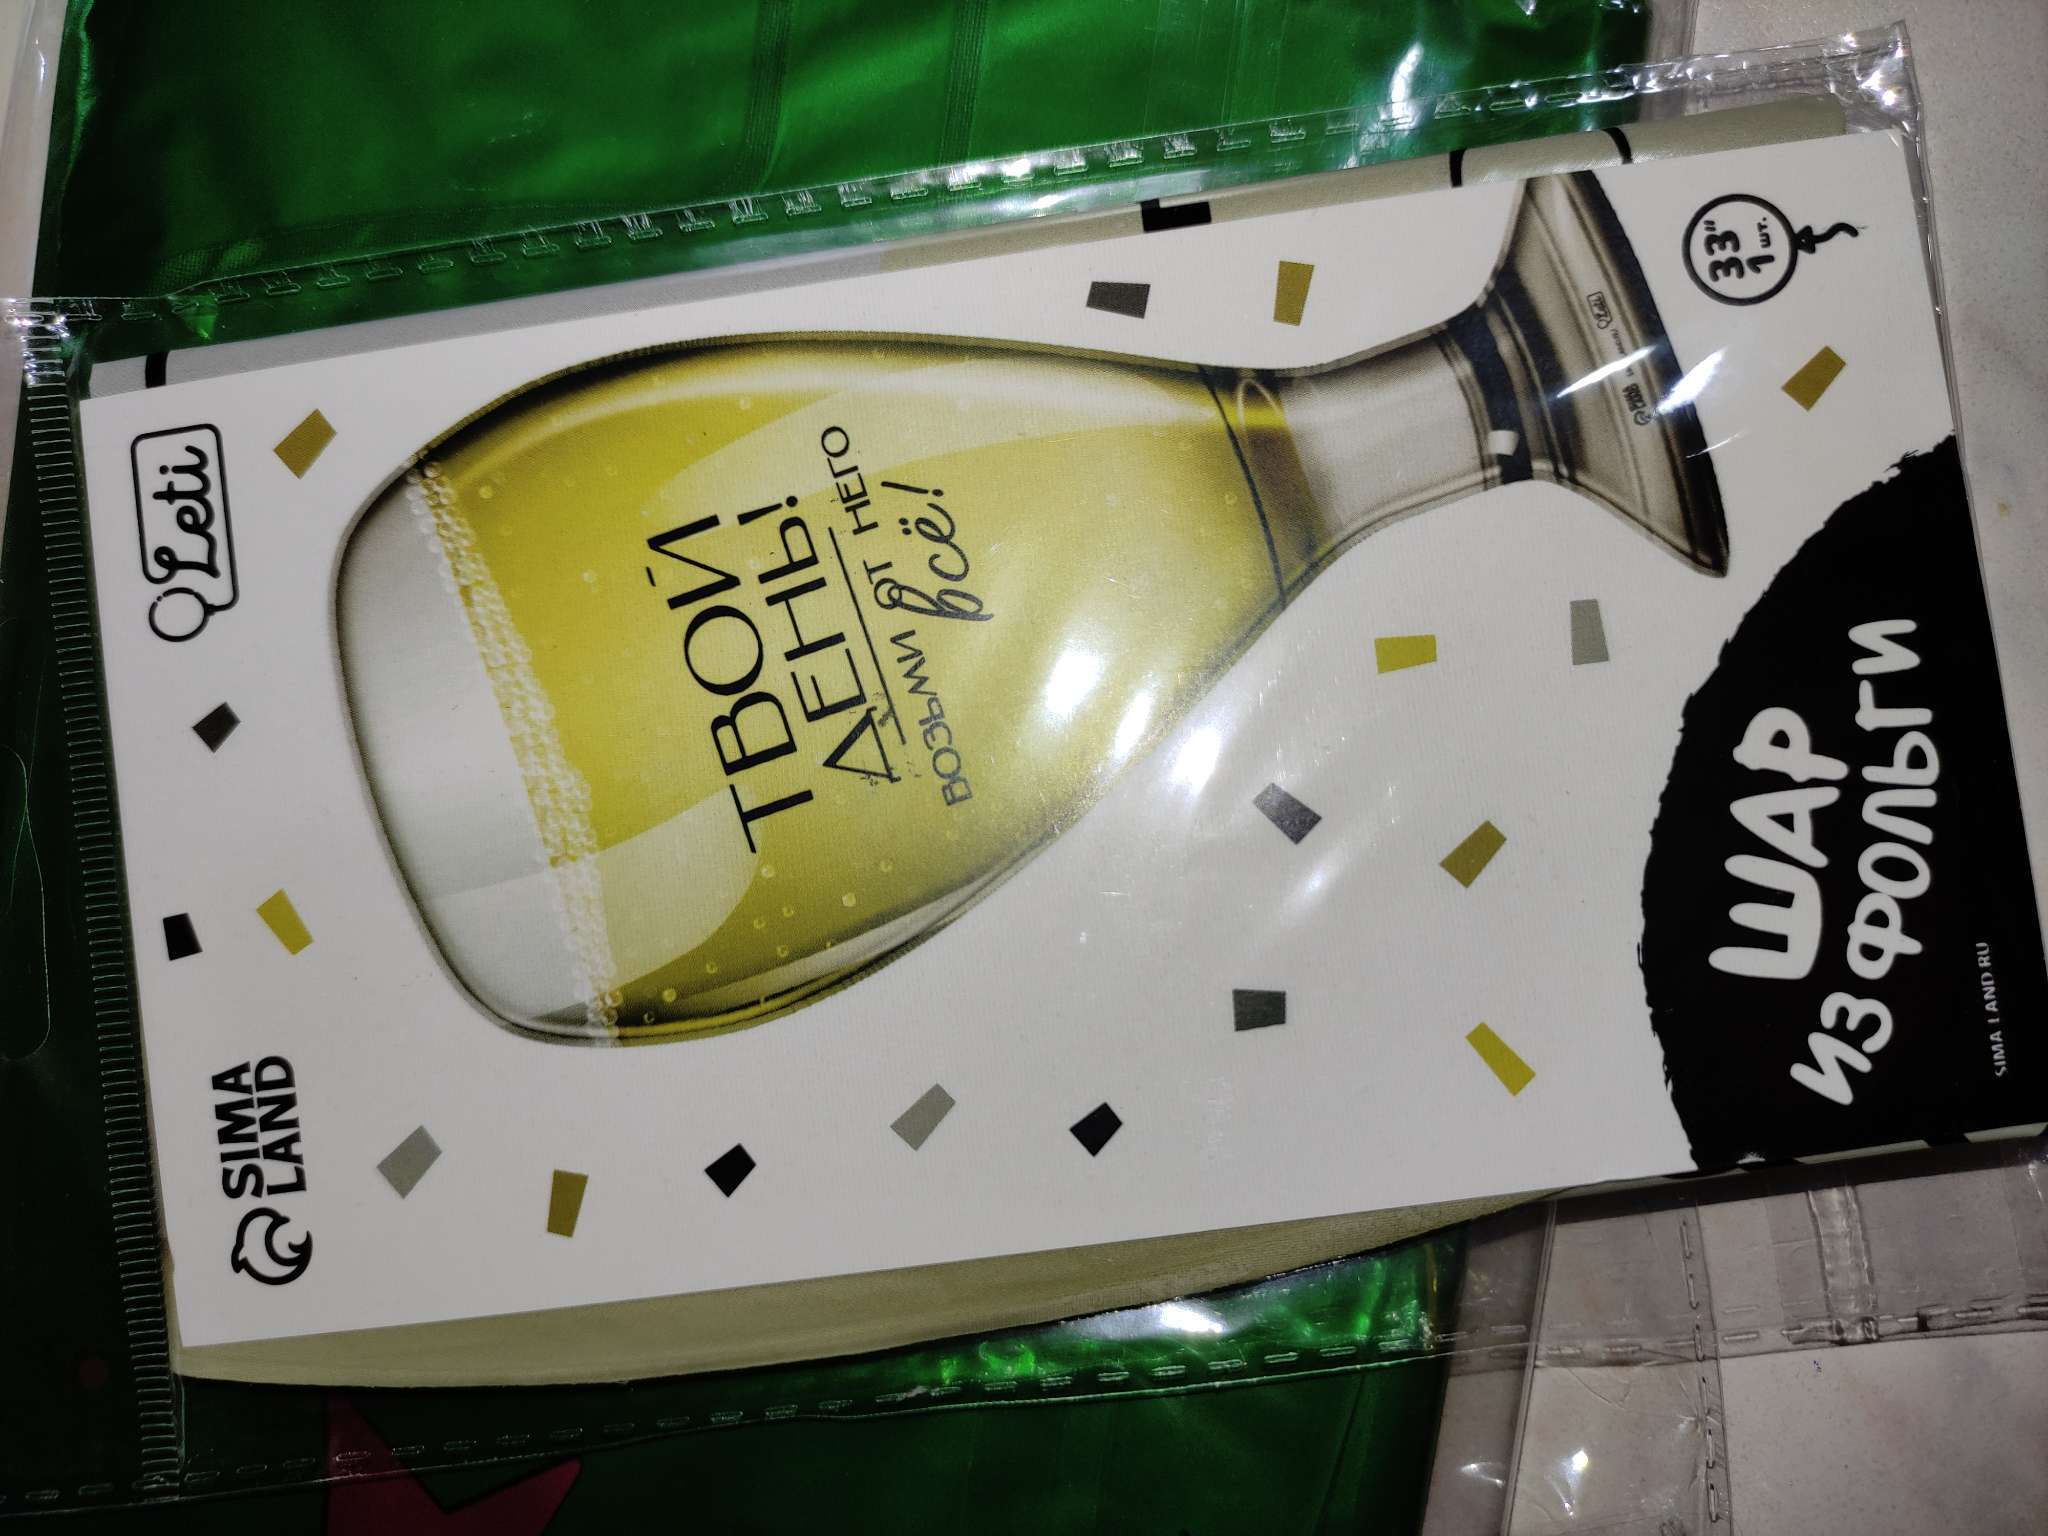 SIMA
LAND
Leti
ТВОЙ
ДЕНЬ!
ВОЗЬМИ ОТ НЕГО
всё!
ШАР
ИЗ ФОЛЬГИ
SIMA-LAND.RU
33"
1 шт.